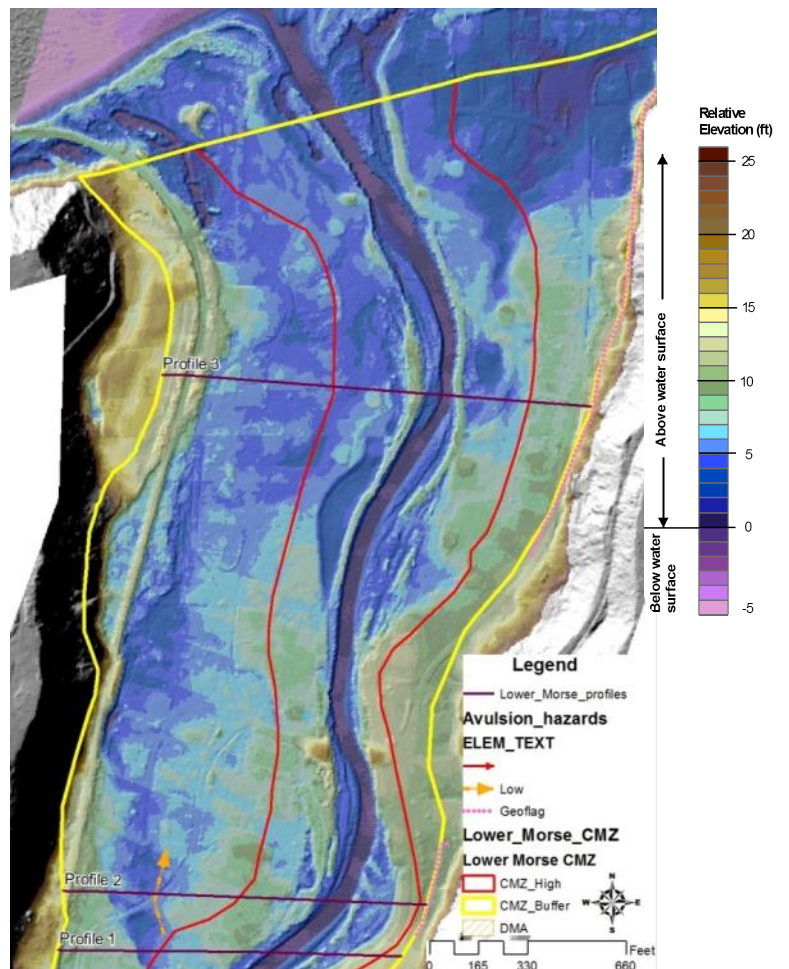 Relative
Elevation (ft)
25
20
15
10
5
0
-5
Above water surface
Below water
surface
Profile 3
Profile 2
Profile 1
Legend
Lower_Morse_profiles
Avulsion_hazards
ELEM_TEXT
Low
Geoflag
Lower_Morse_CMZ
Lower Morse CMZ
CMZ_High
CMZ_Buffer
DMA
N
W E
S
Feet
0 165 330 660